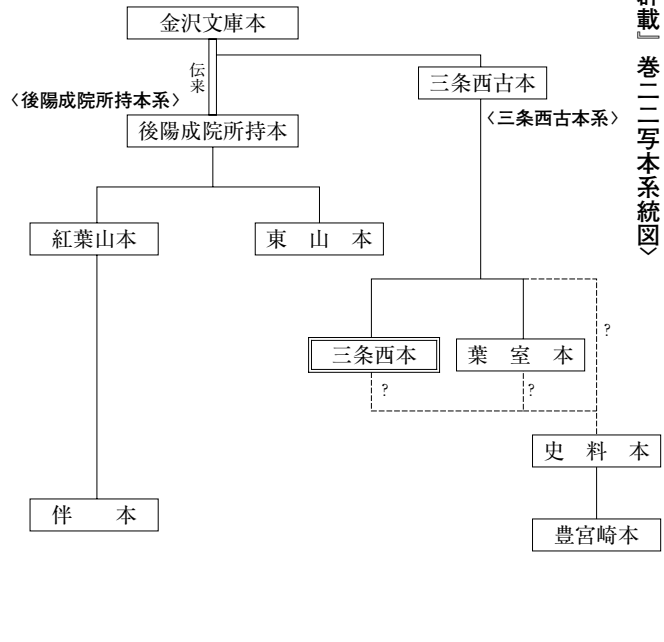 載』巻二二写本系統図〉
金沢文庫本
伝来
三条西古本
〈後陽成院所持本系〉
〈三条西古本系〉
後陽成院所持本
紅葉山本
東山本
?
三条西本
葉室本
?
?
史料本
伴本
豊宮崎本